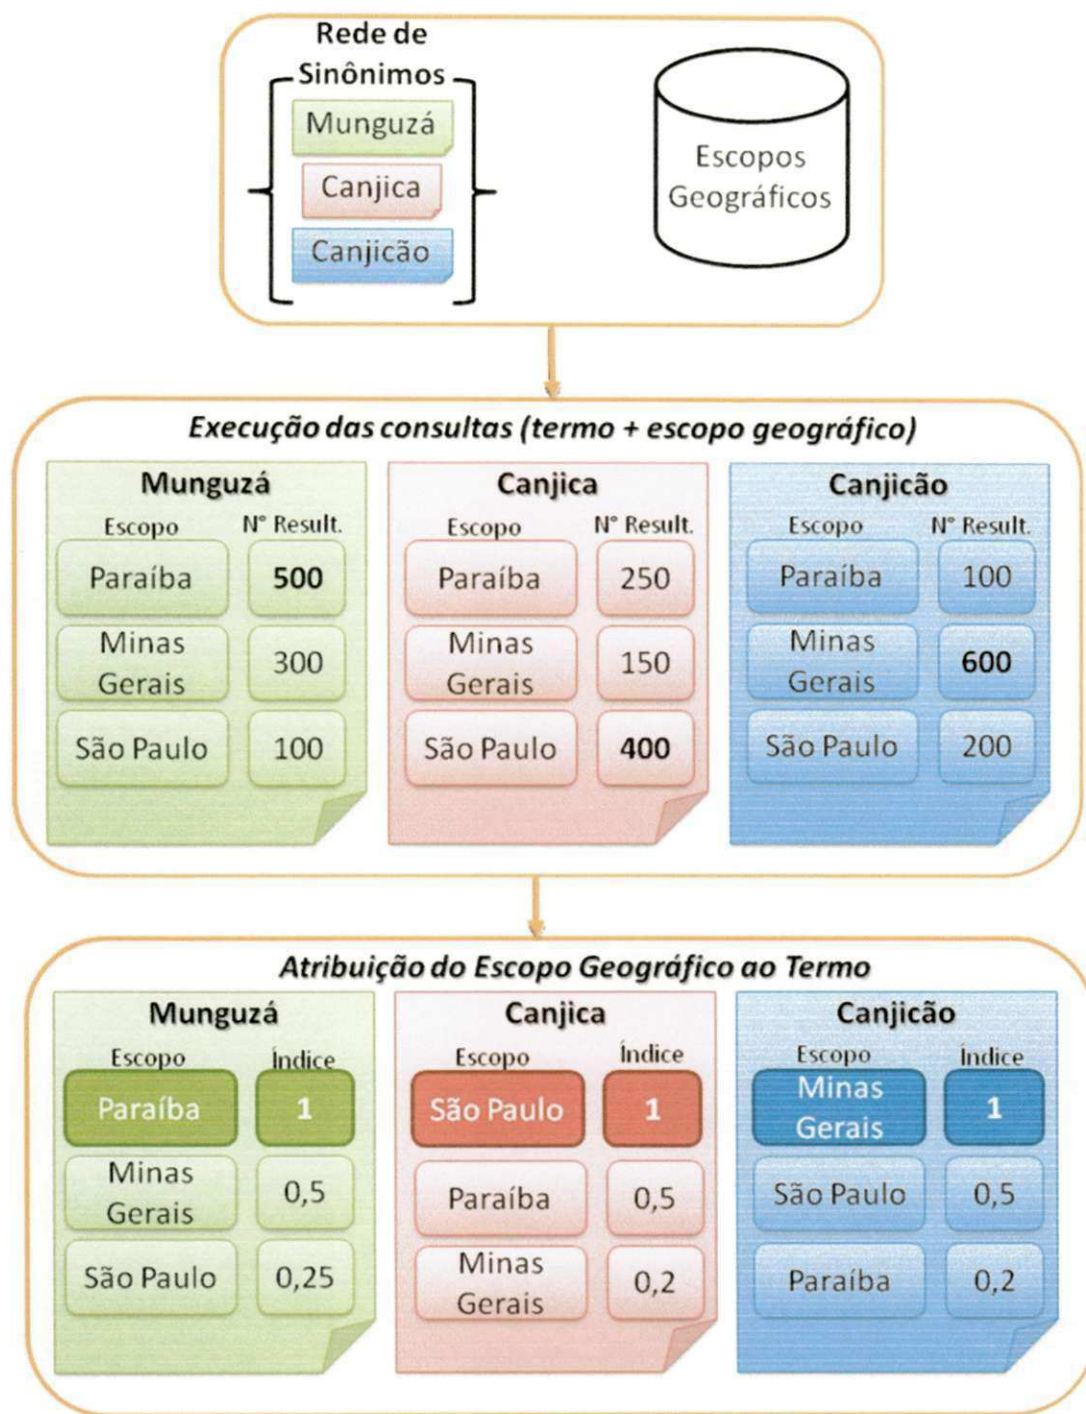 Rede de
Sinônimos
Munguzá
Canjica
Canjicão
Escopos
Geográficos
Execução das consultas (termo + escopo geográfico)
Munguzá
Escopo N° Result.
Paraíba 500
Minas
Gerais 300
São Paulo 100
Canjica
Escopo N° Result.
Paraíba 250
Minas
Gerais 150
São Paulo 400
Canjicão
Escopo N° Result.
Paraíba 100
Minas
Gerais 600
São Paulo 200
Atribuição do Escopo Geográfico ao Termo
Munguzá
Escopo Índice
Paraíba 1
Minas
Gerais 0,5
São Paulo 0,25
Canjica
Escopo Índice
São Paulo 1
Paraíba 0,5
Minas
Gerais 0,2
Canjicão
Escopo Índice
Minas
Gerais 1
São Paulo 0,5
Paraíba 0,2